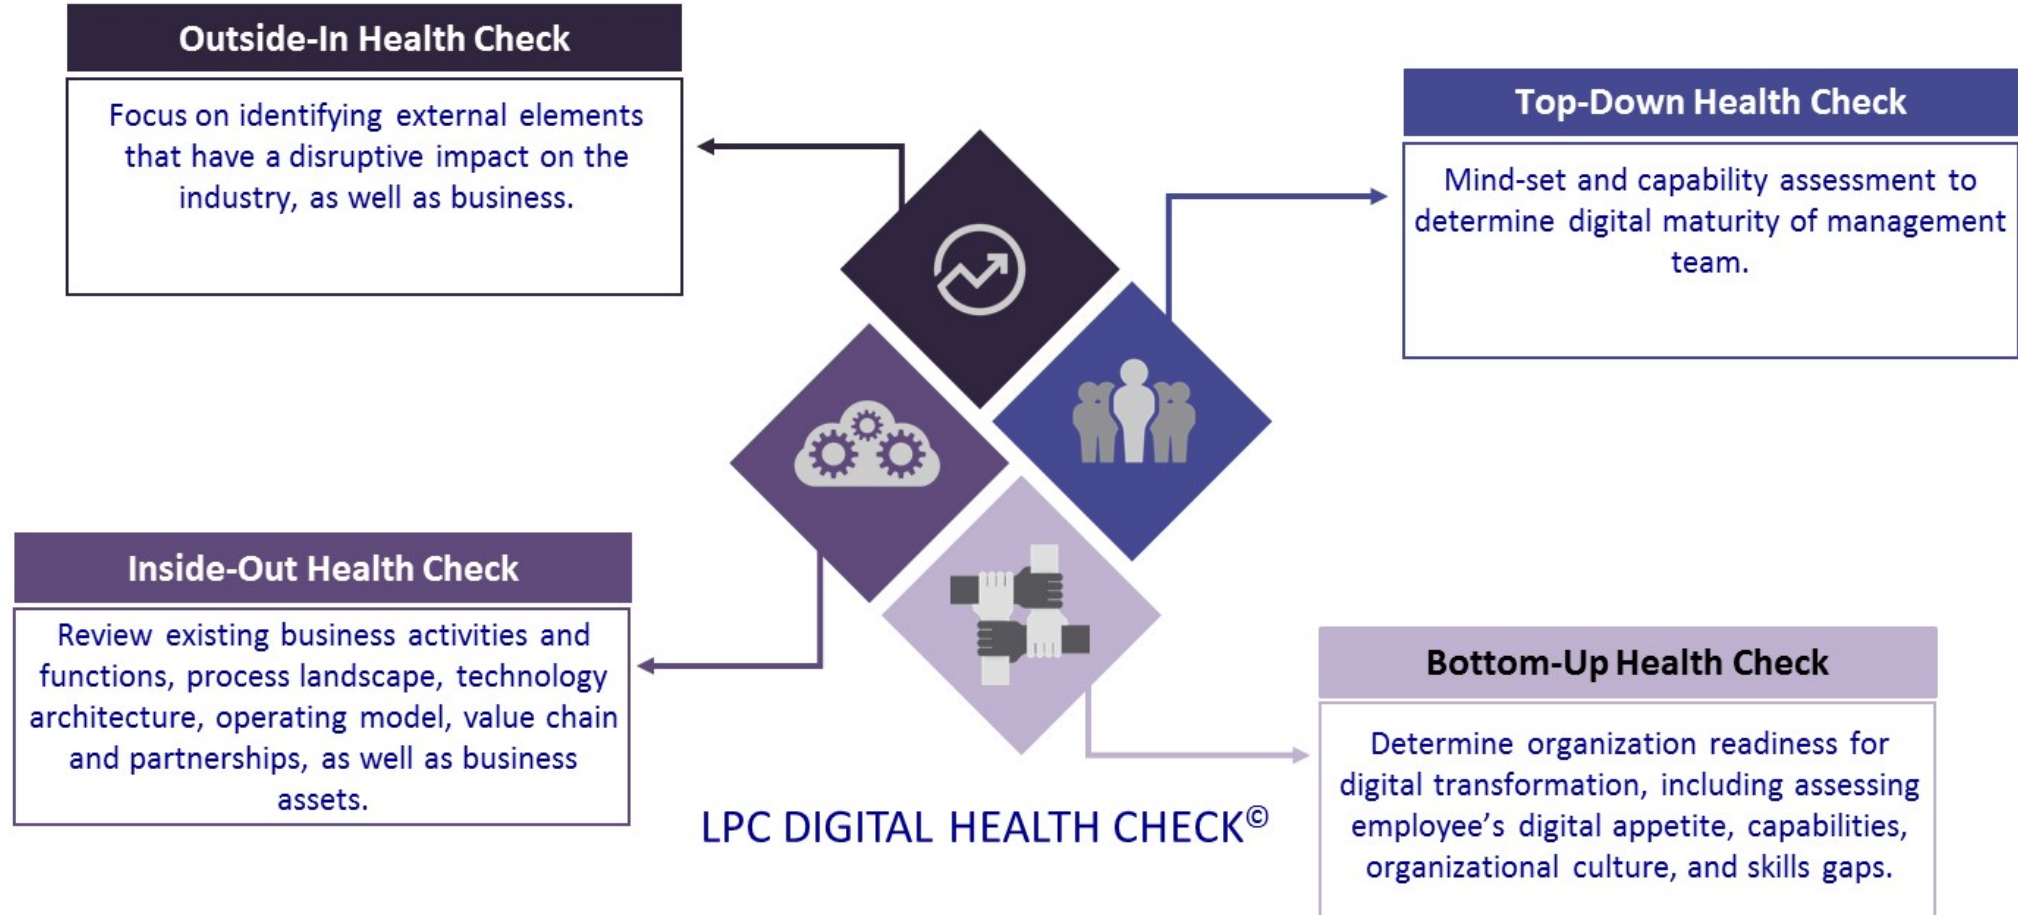 Outside-In Health Check
Focus on identifying external elements
that have a disruptive impact on the
industry, as well as business.
Top-Down Health Check
Mind-set and capability assessment to
determine digital maturity of management
team.
Inside-Out Health Check
Review existing business activities and
functions, process landscape, technology
architecture, operating model, value chain
and partnerships, as well as business
assets.
Bottom-Up Health Check
Determine organization readiness for
digital transformation, including assessing
employee’s digital appetite, capabilities,
organizational culture, and skills gaps.
LPC DIGITAL HEALTH CHECK©